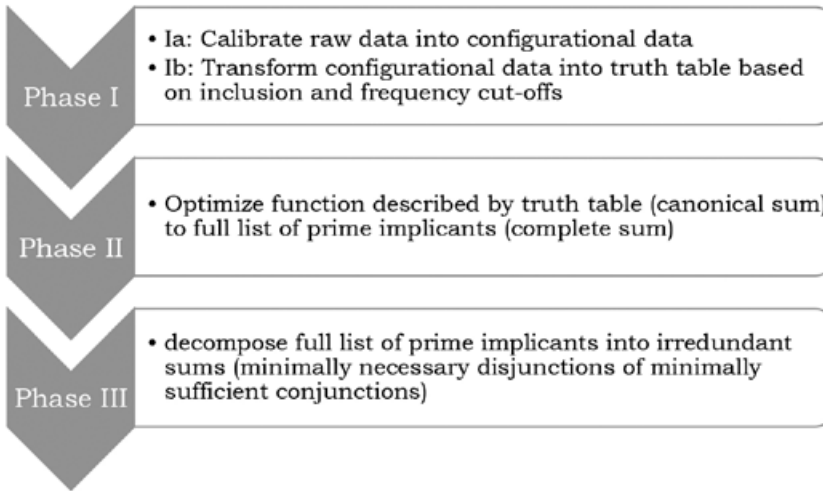 Phase I
• Ia: Calibrate raw data into configurational data
• Ib: Transform configurational data into truth table based
on inclusion and frequency cut-offs
Phase II
• Optimize function described by truth table (canonical sum)
to full list of prime implicants (complete sum)
Phase III
• decompose full list of prime implicants into irredundant
sums (minimally necessary disjunctions of minimally
sufficient conjunctions)